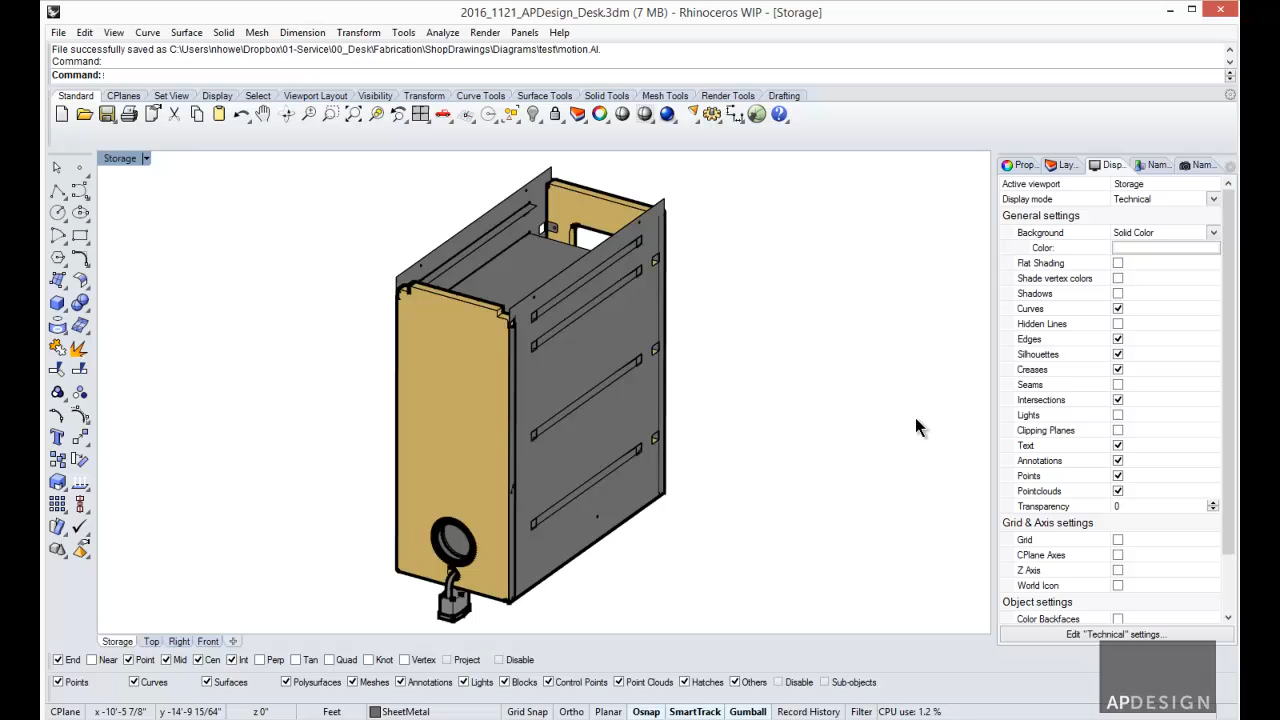 2016_1121_APDesign_Desk.3dm (7 MB) - Rhinoceros WIP - [Storage]
File Edit View Curve Surface Solid Mesh Dimension Transform Tools Analyze Render Panels Help
File successfully saved as C:\Users\nhowe\Dropbox\01-Service\00_Desk\Fabrication\ShopDrawings\Diagrams\test\motion.AI.
Command:
Command: !
Standard CPlanes Set View Display Select Viewport Layout Visibility Transform Curve Tools Surface Tools Solid Tools Mesh Tools Render Tools Drafting
Storage
Prop... Lay... Disp... Nam... Nam...
Active viewport Storage
Display mode Technical
General settings
Background Solid Color
Color:
Flat Shading
Shade vertex colors
Shadows
Curves
Hidden Lines
Edges
Silhouettes
Creases
Seams
Intersections
Lights
Clipping Planes
Text
Annotations
Points
Pointclouds
Transparency 0
Grid & Axis settings
Grid
CPlane Axes
Z Axis
World Icon
Object settings
Color Backfaces
Edit "Technical" settings...
Storage Top Right Front
End Near Point Mid Cen Int Perp Tan Quad Knot Vertex Project Disable
Points Curves Surfaces Polysurfaces Meshes Annotations Lights Blocks Control Points Point Clouds Hatches Others Disable Sub-objects
APDESIGN
CPlane x -10'-5 7/8" y -14'-9 15/64" z 0" Feet SheetMetal Grid Snap Ortho Planar Osnap SmartTrack Gumball Record History Filter CPU use: 1.2 %